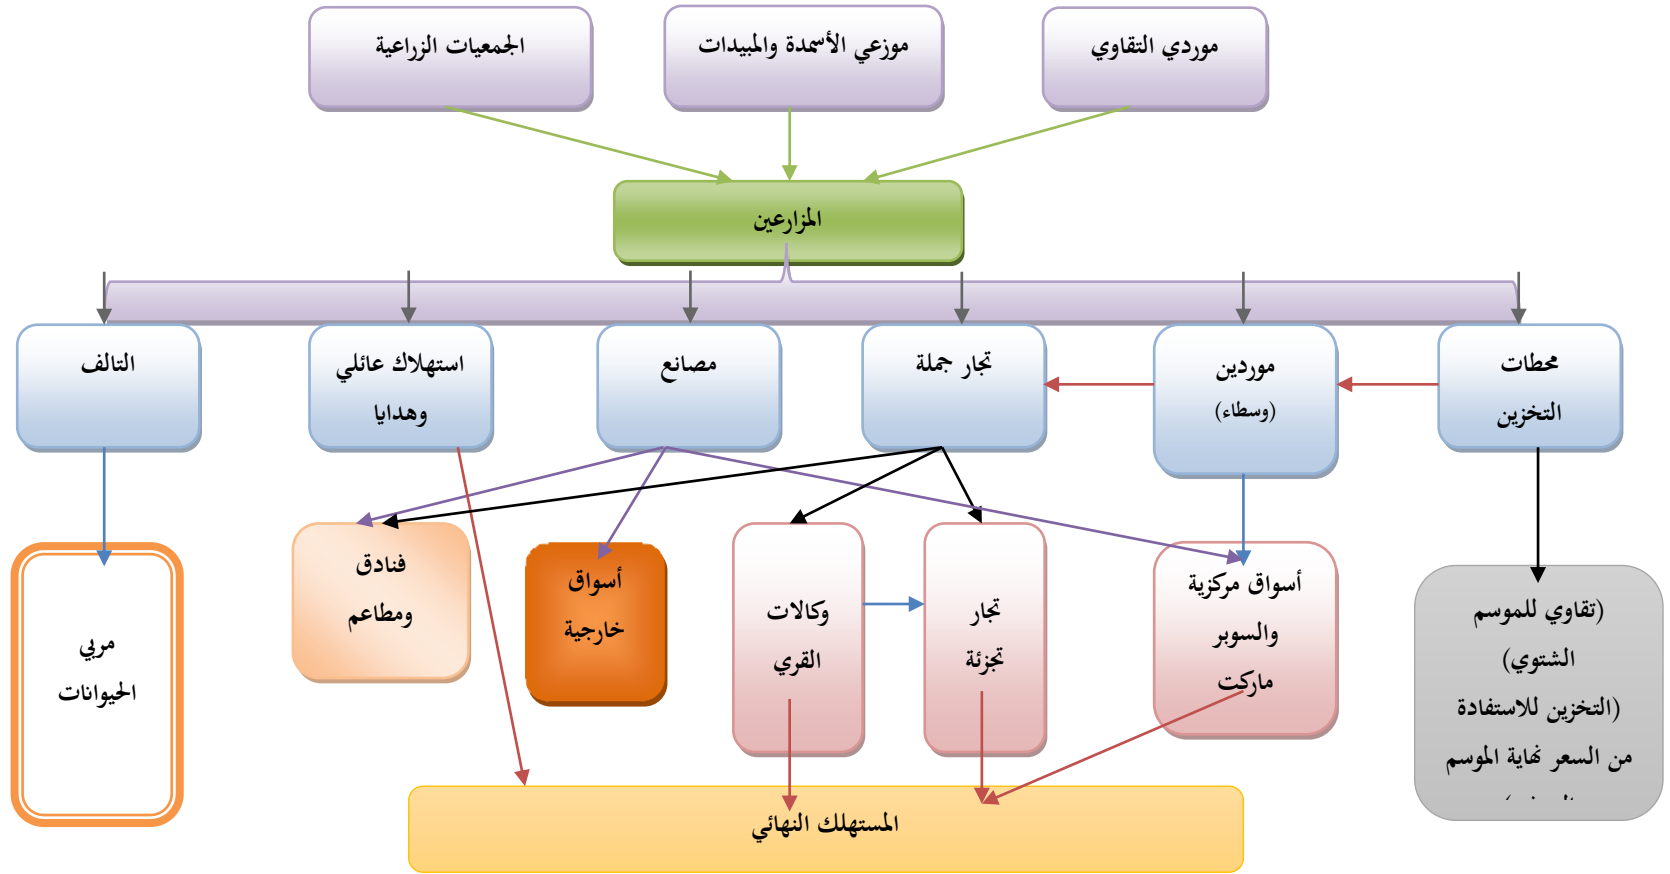 موردي التقاوي
موزعي الأسمدة والمبيدات
الجمعيات الزراعية
المزارعين
محطات
التخزين
موردين
(وسطاء)
تجار جملة
مصانع
استهلاك عائلي
وهدايا
التالف
(تقاوي للموسم
الشتوي)
(التخزين للاستفادة
من السعر نهاية الموسم
أسواق مركزية
والسوبر
ماركت
تجار
تجزئة
وكالات
القري
أسواق
خارجية
فنادق
ومطاعم
مربي
الحيوانات
المستهلك النهائي